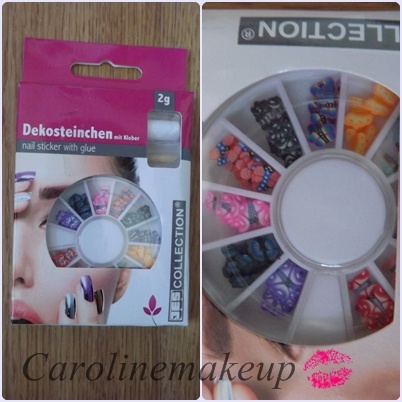 2g
Dekosteinchen mit Kleber
nail sticker with glue
JES COLLECTION®
COLLECTION®
Carolinemakeup